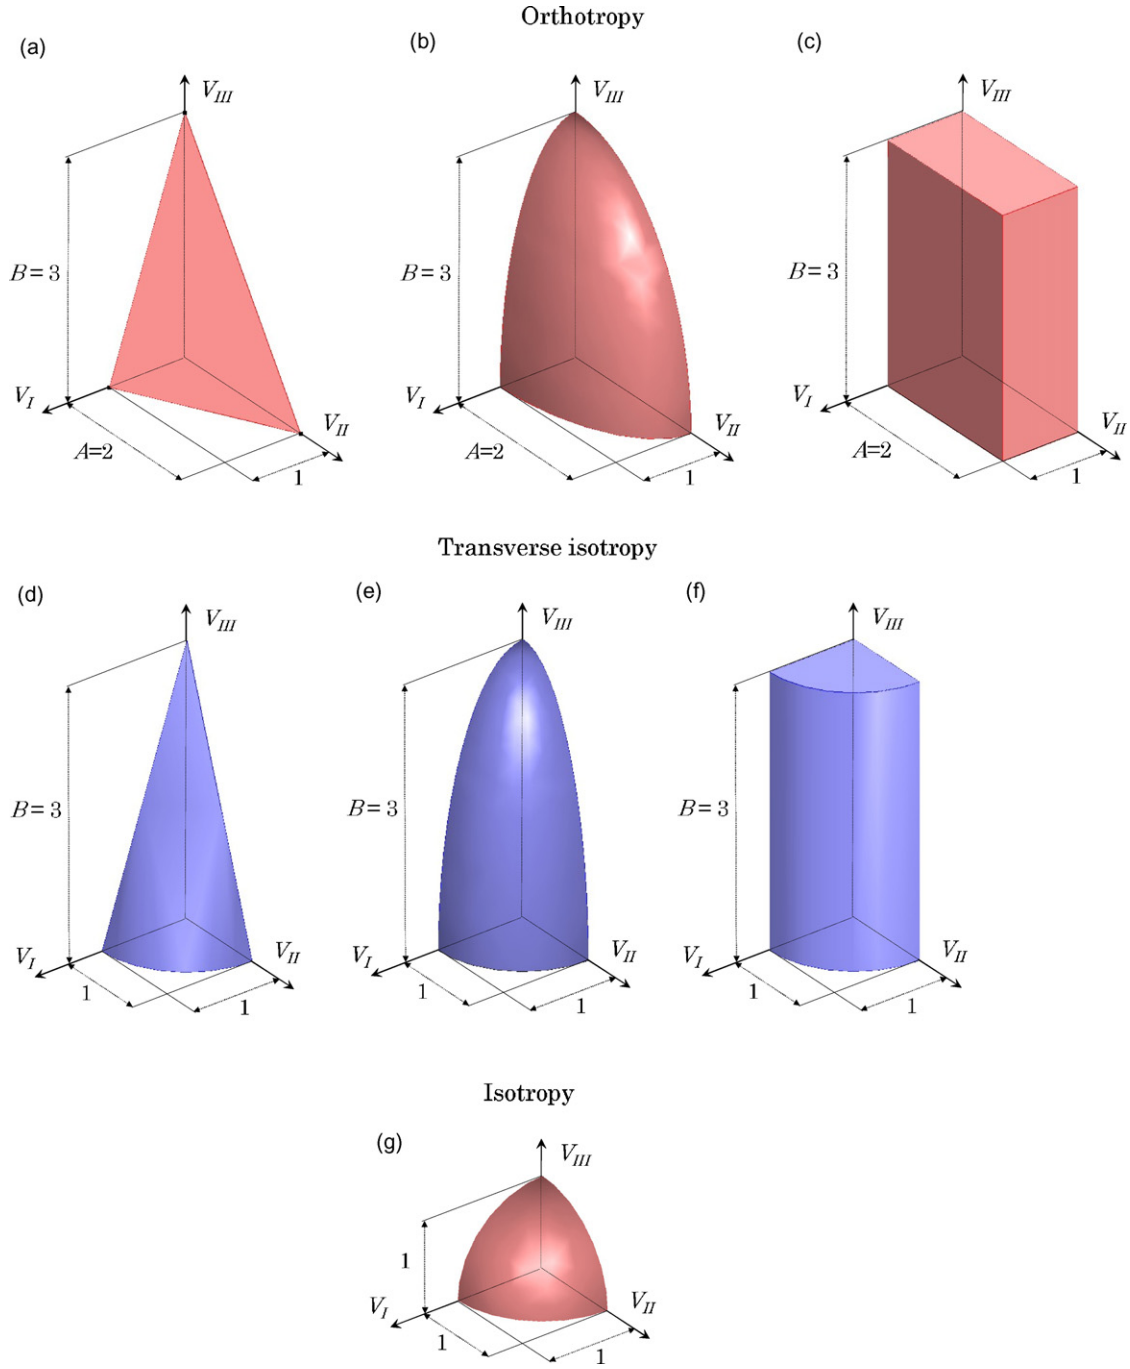 Orthotropy
(a)
(b)
(c)
V_III
V_III
V_III
B = 3
B = 3
B = 3
V_I
V_II
V_I
V_II
V_I
V_II
A=2
1
A=2
1
A=2
1
Transverse isotropy
(d)
(e)
(f)
V_III
V_III
V_III
B = 3
B = 3
B = 3
V_I
V_II
V_I
V_II
V_I
V_II
1
1
1
1
1
1
Isotropy
(g)
V_III
1
V_I
V_II
1
1